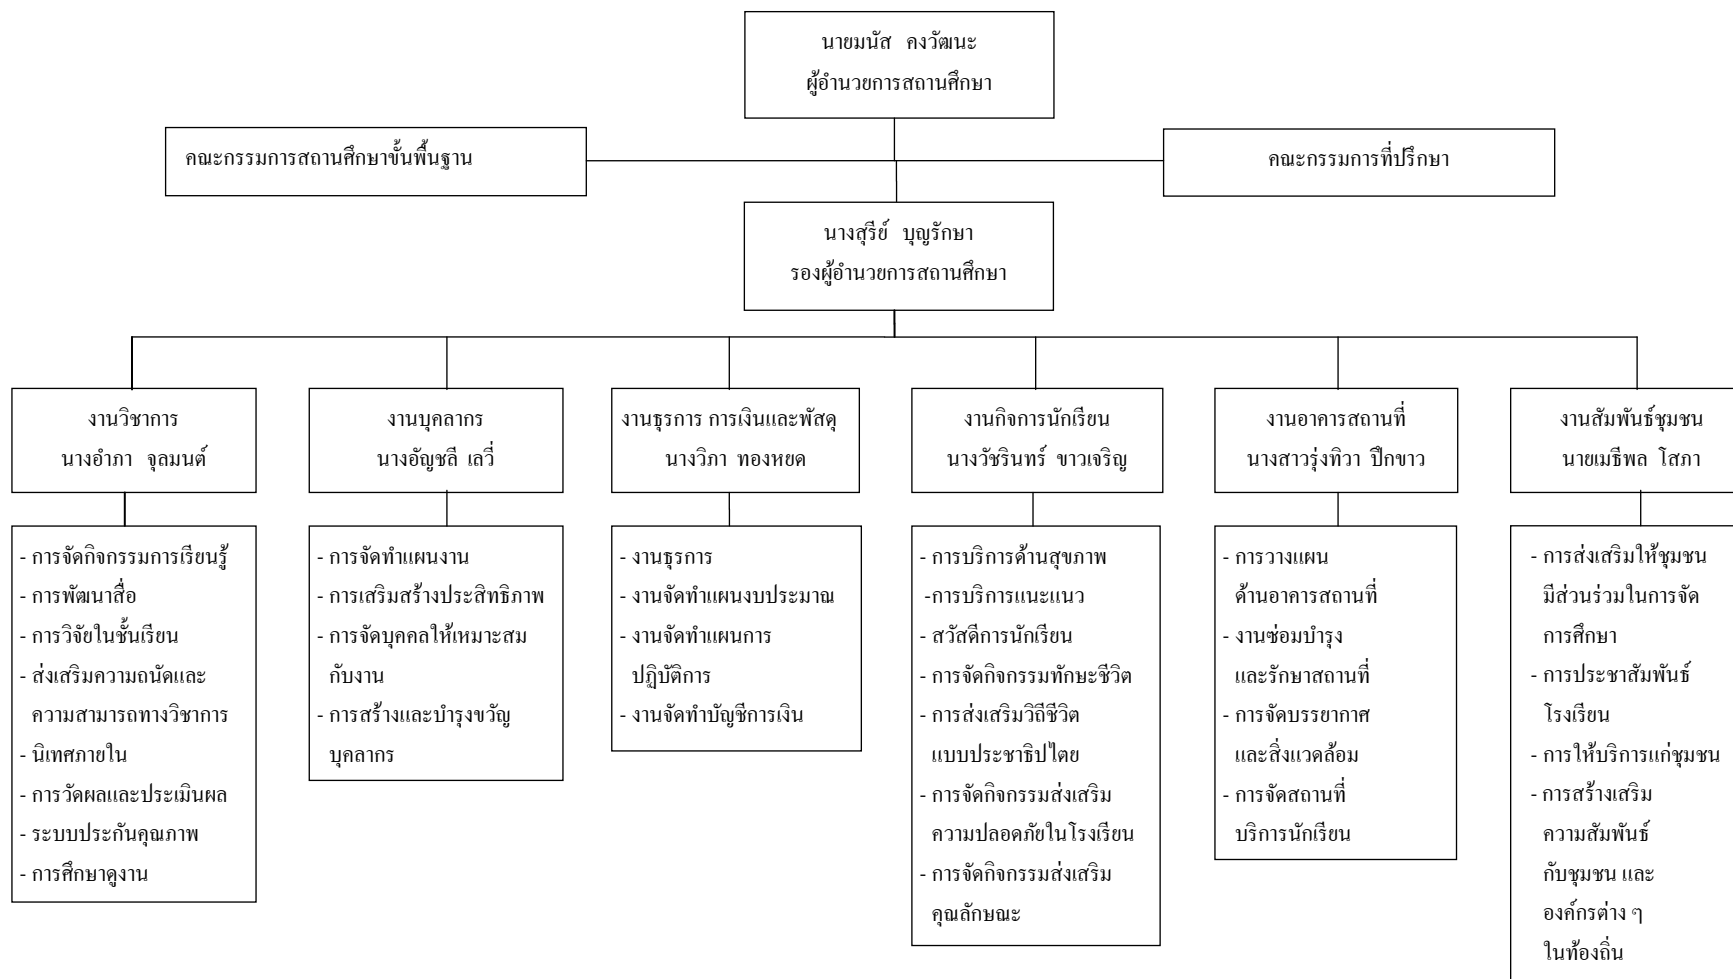 นายมนัส คงวัฒนะ
ผู้อำนวยการสถานศึกษา
คณะกรรมการสถานศึกษาขั้นพื้นฐาน
คณะกรรมการที่ปรึกษา
นางสุรีย์ บุญรักษา
รองผู้อำนวยการสถานศึกษา
งานวิชาการ
นางอำภา จุลมนต์
งานบุคลากร
นางอัญชลี เลวี่
งานธุรการ การเงินและพัสดุ
นางวิภา ทองหยด
งานกิจการนักเรียน
นางวัชรินทร์ ขาวเจริญ
งานอาคารสถานที่
นางสาวรุ่งทิวา ปีกขาว
งานสัมพันธ์ชุมชน
นายเมธีพล โสภา
- การจัดกิจกรรมการเรียนรู้
- การพัฒนาสื่อ
- การวิจัยในชั้นเรียน
- ส่งเสริมความถนัดและ
ความสามารถทางวิชาการ
- นิเทศภายใน
- การวัดผลและประเมินผล
- ระบบประกันคุณภาพ
- การศึกษาดูงาน
- การจัดทำแผนงาน
- การเสริมสร้างประสิทธิภาพ
- การจัดบุคคลให้เหมาะสม
กับงาน
- การสร้างและบำรุงขวัญ
บุคลากร
- งานธุรการ
- งานจัดทำแผนงบประมาณ
- งานจัดทำแผนการ
ปฏิบัติการ
- งานจัดทำบัญชีการเงิน
- การบริการด้านสุขภาพ
-การบริการแนะแนว
- สวัสดีการนักเรียน
- การจัดกิจกรรมทักษะชีวิต
- การส่งเสริมวิถีชีวิต
แบบประชาธิปไตย
- การจัดกิจกรรมส่งเสริม
ความปลอดภัยในโรงเรียน
- การจัดกิจกรรมส่งเสริม
คุณลักษณะ
- การวางแผน
ด้านอาคารสถานที่
- งานซ่อมบำรุง
และรักษาสถานที่
- การจัดบรรยากาศ
และสิ่งแวดล้อม
- การจัดสถานที่
บริการนักเรียน
- การส่งเสริมให้ชุมชน
มีส่วนร่วมในการจัด
การศึกษา
- การประชาสัมพันธ์
โรงเรียน
- การให้บริการแก่ชุมชน
- การสร้างเสริม
ความสัมพันธ์
กับชุมชน และ
องค์กรต่าง ๆ
ในท้องถิ่น